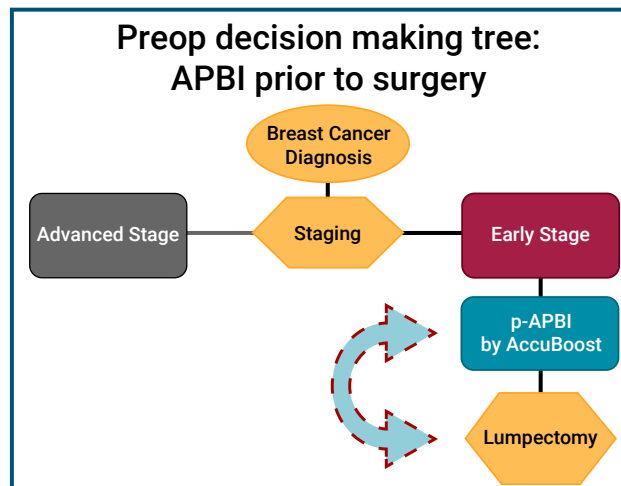 Preop decision making tree:
APBI prior to surgery
Breast Cancer
Diagnosis
Advanced Stage
Staging
Early Stage
p-APBI
by AccuBoost
Lumpectomy